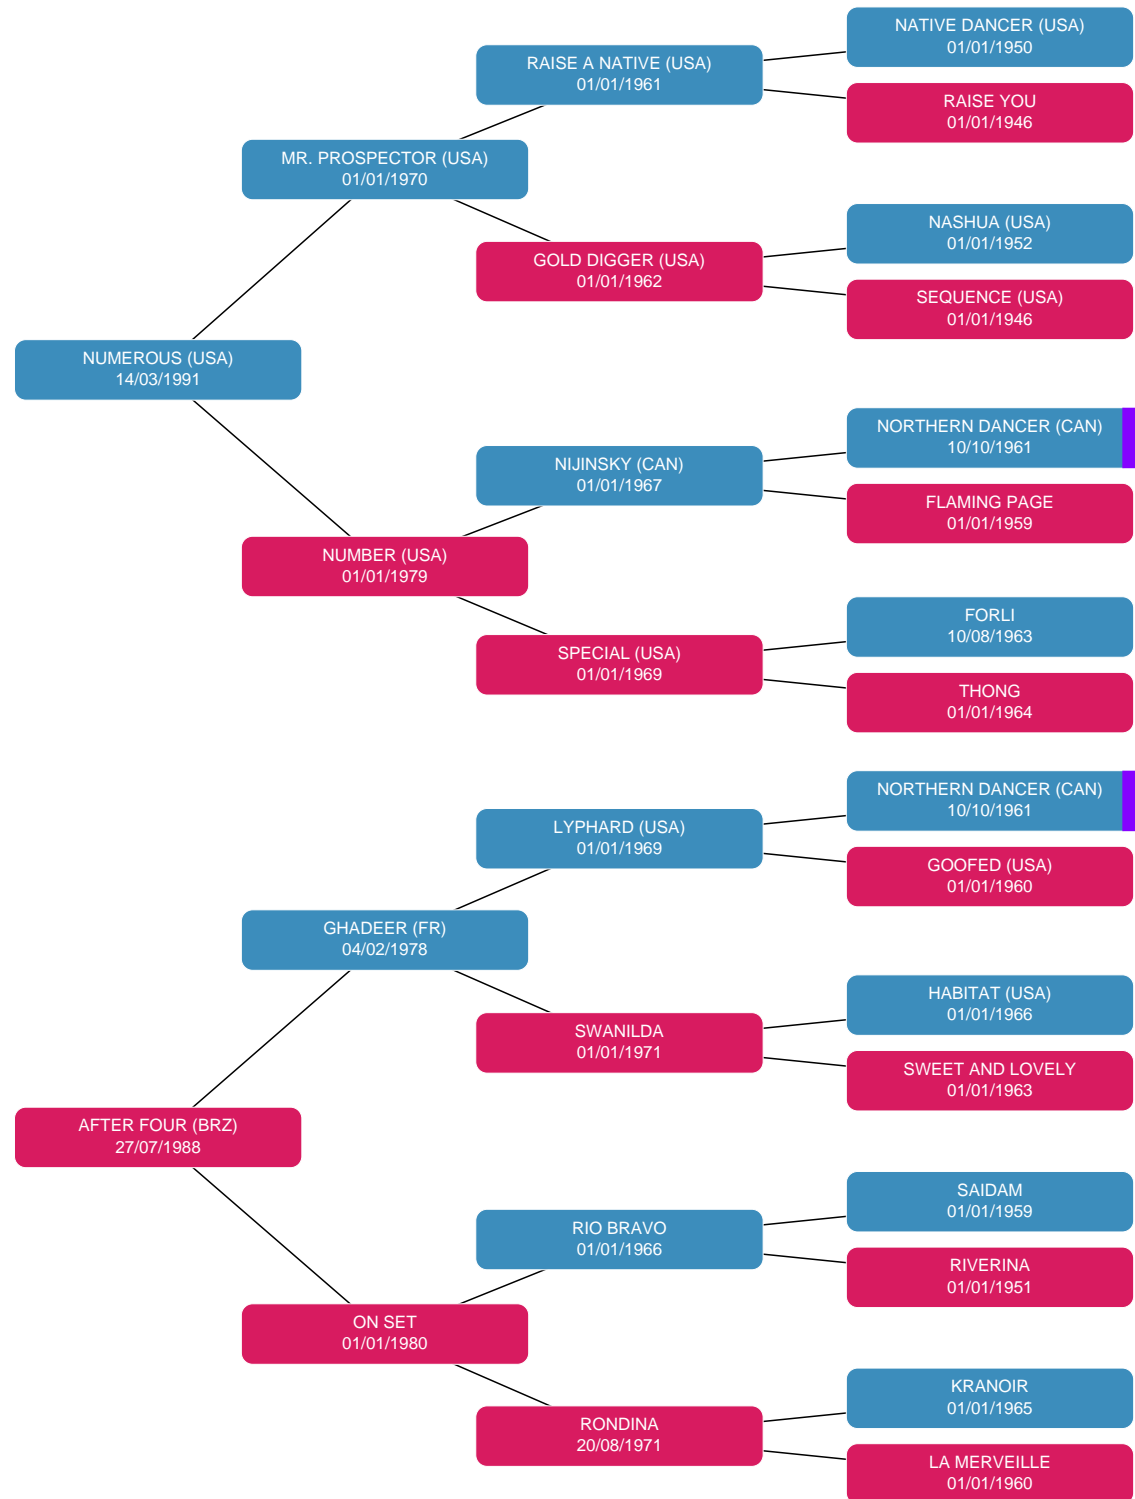 NATIVE DANCER (USA)
01/01/1950
RAISE A NATIVE (USA)
01/01/1961
RAISE YOU
01/01/1946
MR. PROSPECTOR (USA)
01/01/1970
NASHUA (USA)
01/01/1952
GOLD DIGGER (USA)
01/01/1962
SEQUENCE (USA)
01/01/1946
NUMEROUS (USA)
14/03/1991
NORTHERN DANCER (CAN)
10/10/1961
NIJINSKY (CAN)
01/01/1967
FLAMING PAGE
01/01/1959
NUMBER (USA)
01/01/1979
FORLI
10/08/1963
SPECIAL (USA)
01/01/1969
THONG
01/01/1964
NORTHERN DANCER (CAN)
10/10/1961
LYPHARD (USA)
01/01/1969
GOOFED (USA)
01/01/1960
GHADEER (FR)
04/02/1978
HABITAT (USA)
01/01/1966
SWANILDA
01/01/1971
SWEET AND LOVELY
01/01/1963
AFTER FOUR (BRZ)
27/07/1988
SAIDAM
01/01/1959
RIO BRAVO
01/01/1966
RIVERINA
01/01/1951
ON SET
01/01/1980
KRANOIR
01/01/1965
RONDINA
20/08/1971
LA MERVEILLE
01/01/1960